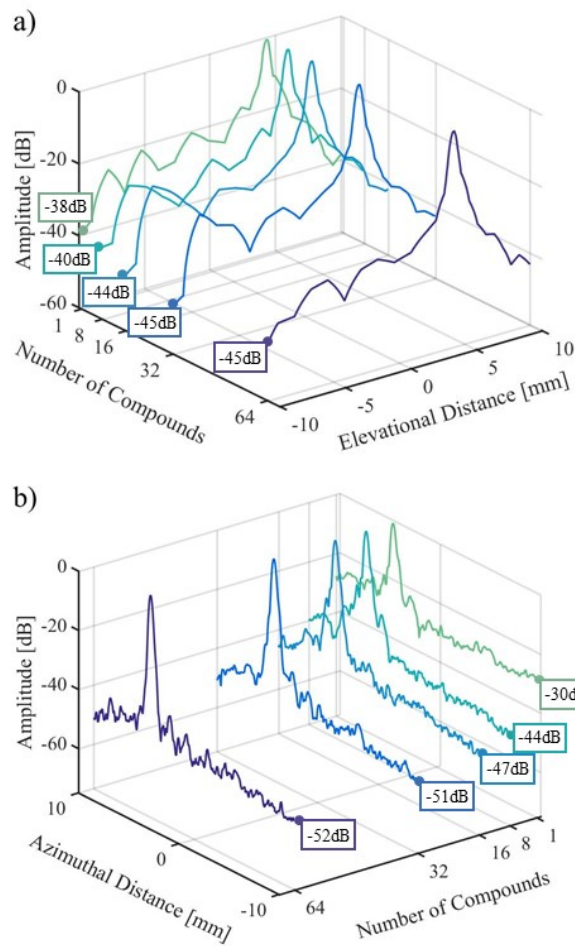 a)
0
-20
-40
-60
Amplitude [dB]
-38dB
-40dB
-44dB
-45dB
-45dB
1
8
16
32
64
Number of Compounds
-10
-5
0
5
10
Elevational Distance [mm]
b)
0
-20
-40
-60
Amplitude [dB]
-30d
-44dB
-47dB
-51dB
-52dB
10
0
-10
Azimuthal Distance [mm]
64
32
16
8
1
Number of Compounds